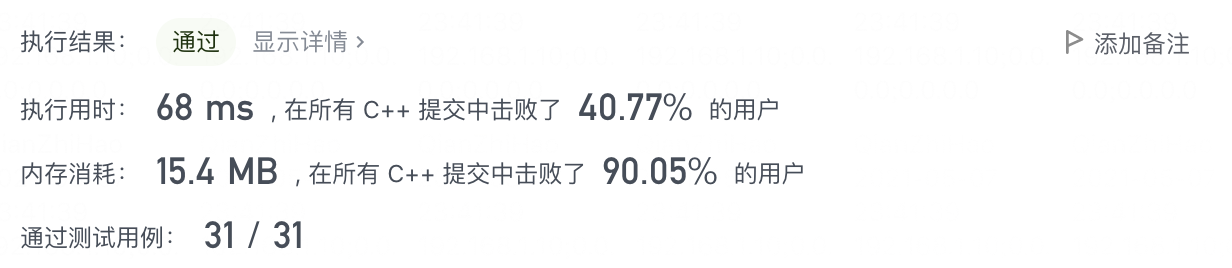 执行结果： 通过 显示详情 > 添加备注
执行用时： 68 ms , 在所有 C++ 提交中击败了 40.77% 的用户
内存消耗： 15.4 MB , 在所有 C++ 提交中击败了 90.05% 的用户
通过测试用例： 31 / 31